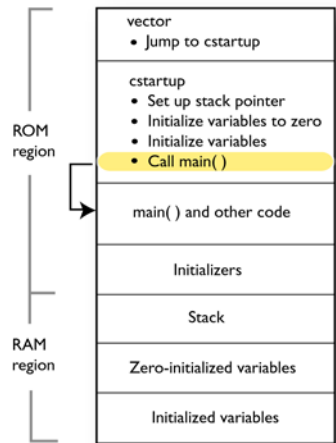 vector
• Jump to cstartup
cstartup
• Set up stack pointer
• Initialize variables to zero
• Initialize variables
• Call main( )
ROM
region
main( ) and other code
Initializers
Stack
RAM
region
Zero-initialized variables
Initialized variables